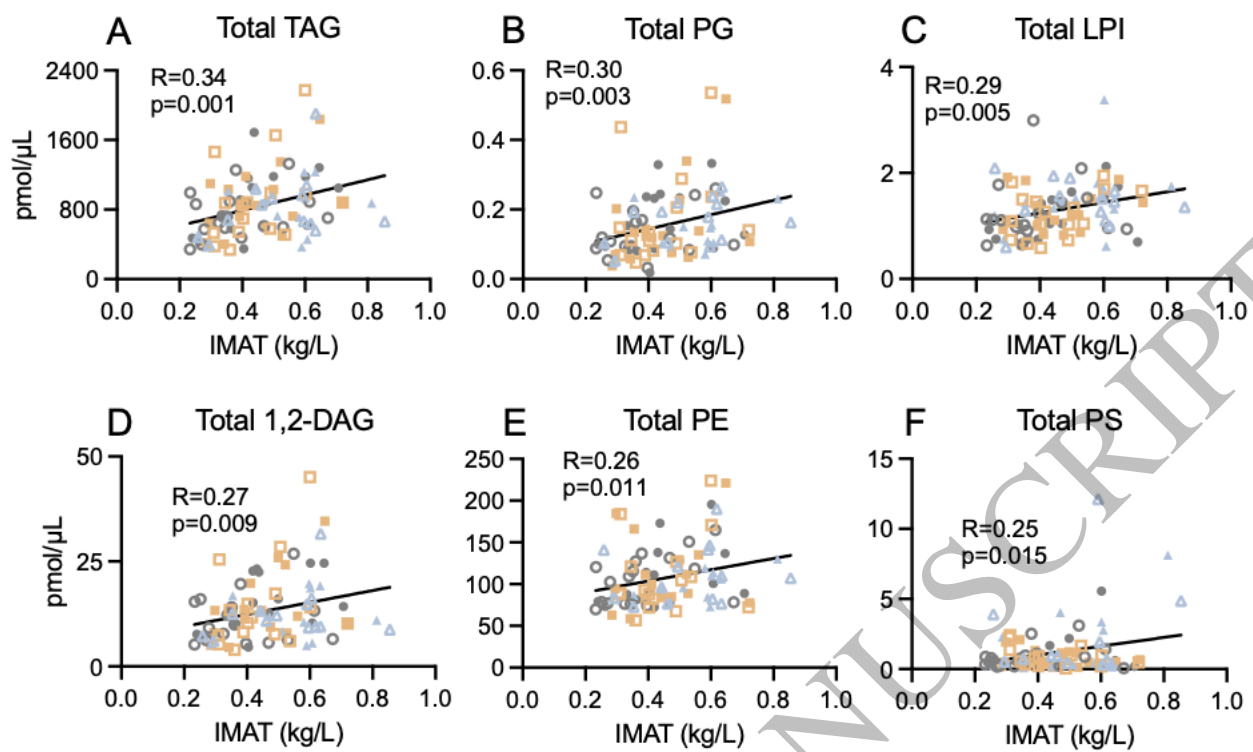 A Total TAG
B Total PG
C Total LPI
R=0.34
p=0.001
R=0.30
p=0.003
R=0.29
p=0.005
pmol/µL
2400
1600
800
0
0.6
0.4
0.2
0.0
4
2
0
0.0 0.2 0.4 0.6 0.8 1.0
0.0 0.2 0.4 0.6 0.8 1.0
0.0 0.2 0.4 0.6 0.8 1.0
IMAT (kg/L)
IMAT (kg/L)
IMAT (kg/L)
D Total 1,2-DAG
E Total PE
F Total PS
R=0.27
p=0.009
R=0.26
p=0.011
R=0.25
p=0.015
pmol/µL
50
25
0
250
200
150
100
50
0
15
10
5
0
0.0 0.2 0.4 0.6 0.8 1.0
0.0 0.2 0.4 0.6 0.8 1.0
0.0 0.2 0.4 0.6 0.8 1.0
IMAT (kg/L)
IMAT (kg/L)
IMAT (kg/L)
NUSCRIPT